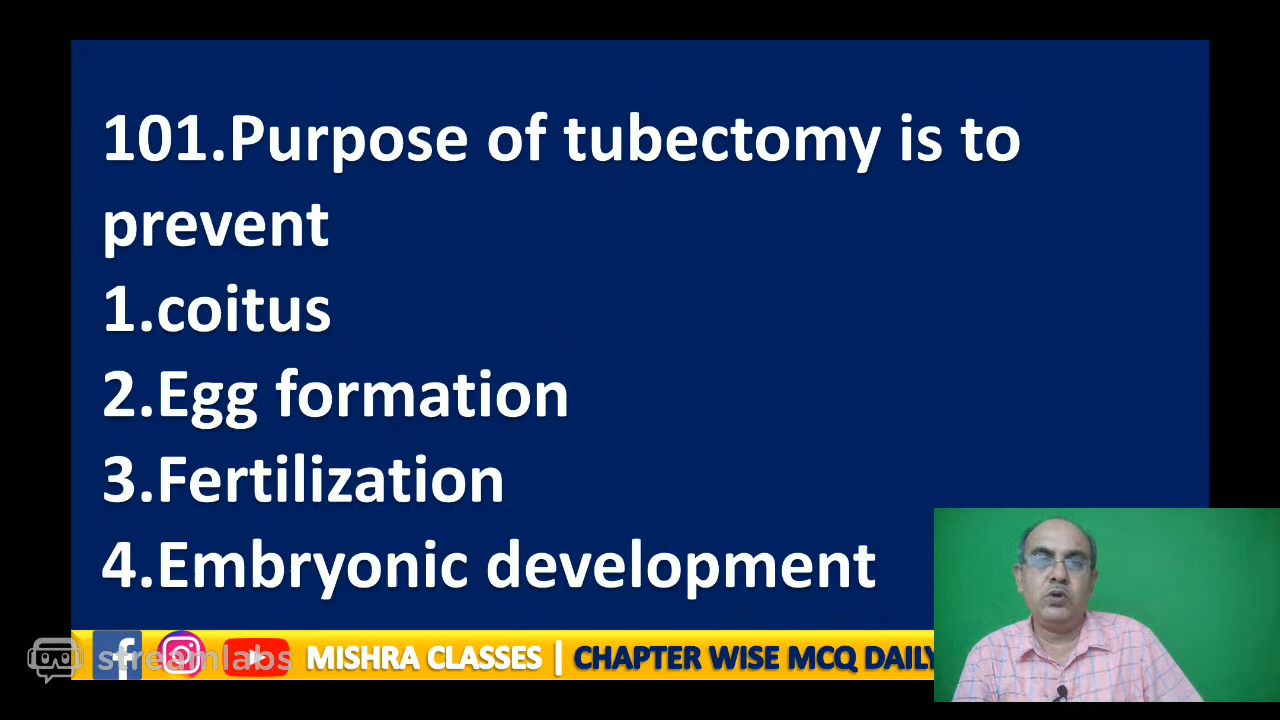 101.Purpose of tubectomy is to
prevent
1.coitus
2.Egg formation
3.Fertilization
4.Embryonic development
streamlabs
MISHRA CLASSES | CHAPTER WISE MCQ DAILY